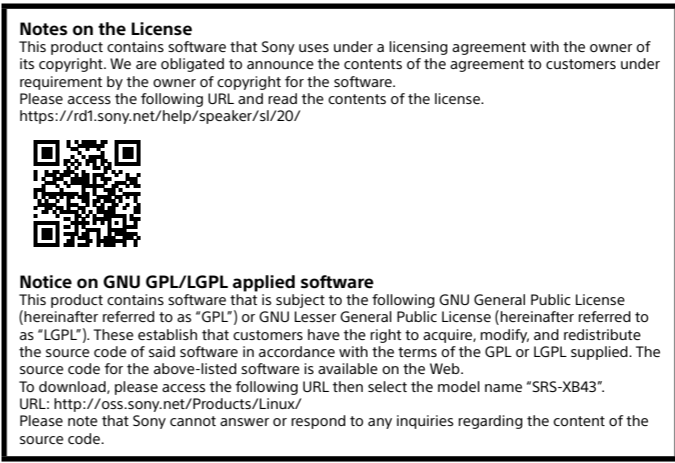 Notes on the License
This product contains software that Sony uses under a licensing agreement with the owner of
its copyright. We are obligated to announce the contents of the agreement to customers under
requirement by the owner of copyright for the software.
Please access the following URL and read the contents of the license.
https://rd1.sony.net/help/speaker/sl/20/
Notice on GNU GPL/LGPL applied software
This product contains software that is subject to the following GNU General Public License
(hereinafter referred to as “GPL”) or GNU Lesser General Public License (hereinafter referred to
as “LGPL”). These establish that customers have the right to acquire, modify, and redistribute
the source code of said software in accordance with the terms of the GPL or LGPL supplied. The
source code for the above-listed software is available on the Web.
To download, please access the following URL then select the model name “SRS-XB43”.
URL: http://oss.sony.net/Products/Linux/
Please note that Sony cannot answer or respond to any inquiries regarding the content of the
source code.